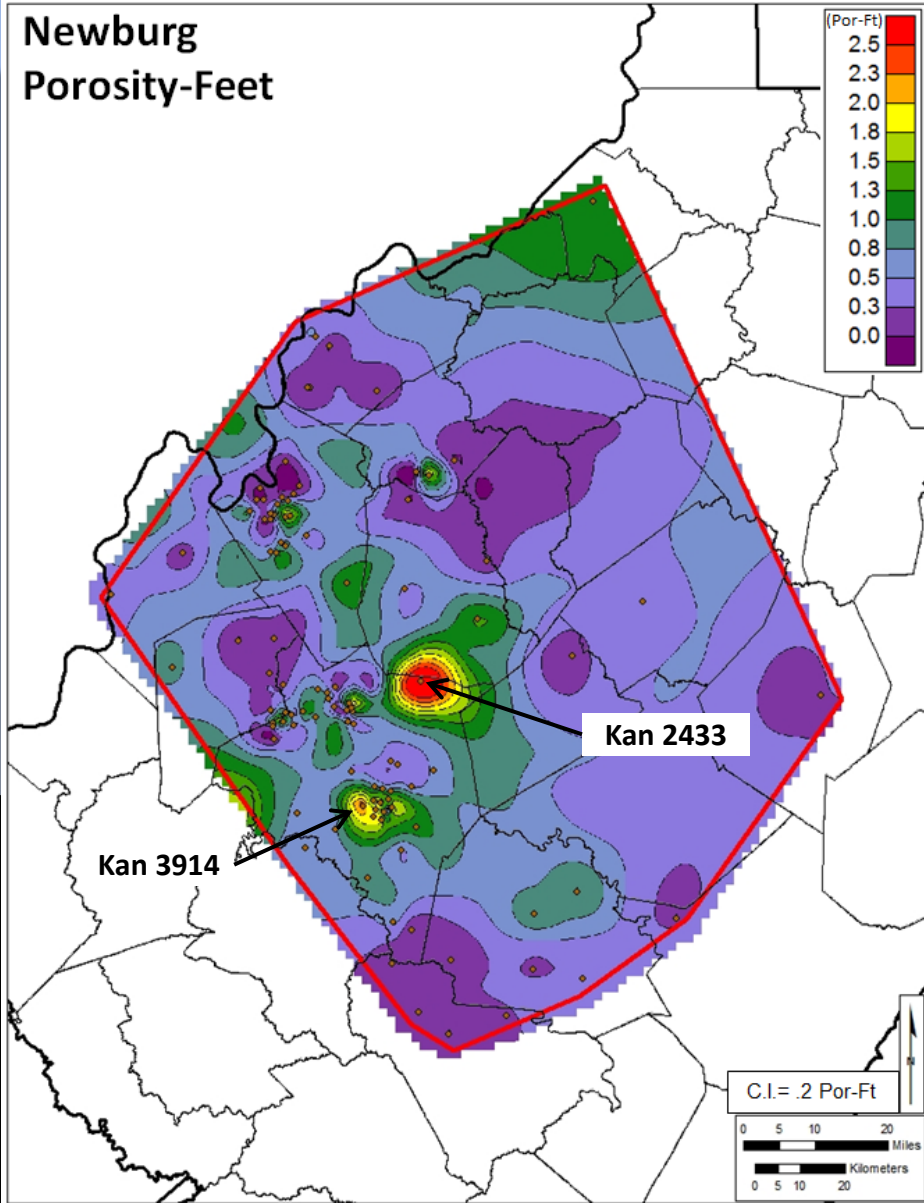 Newburg
Porosity-Feet
(Por-Ft)
2.5
2.3
2.0
1.8
1.5
1.3
1.0
0.8
0.5
0.3
0.0
Kan 2433
Kan 3914
N
C.I.= .2 Por-Ft
0 5 10 20
Miles
Kilometers
0 5 10 20